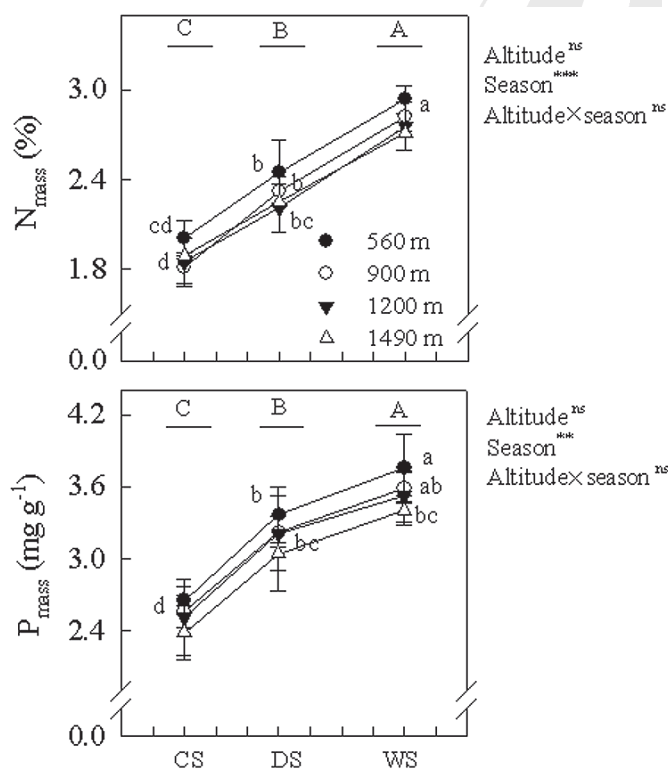 C B A
Altitude^ns
Season^***
Altitude×season^ns
N_mass (%)
3.0
2.4
1.8
0.0
a
b
b
bc
cd
d
560 m
900 m
1200 m
1490 m
C B A
Altitude^ns
Season^**
Altitude×season^ns
P_mass (mg g^-1)
4.2
3.6
3.0
2.4
0.0
a
ab
bc
b
bc
d
CS DS WS